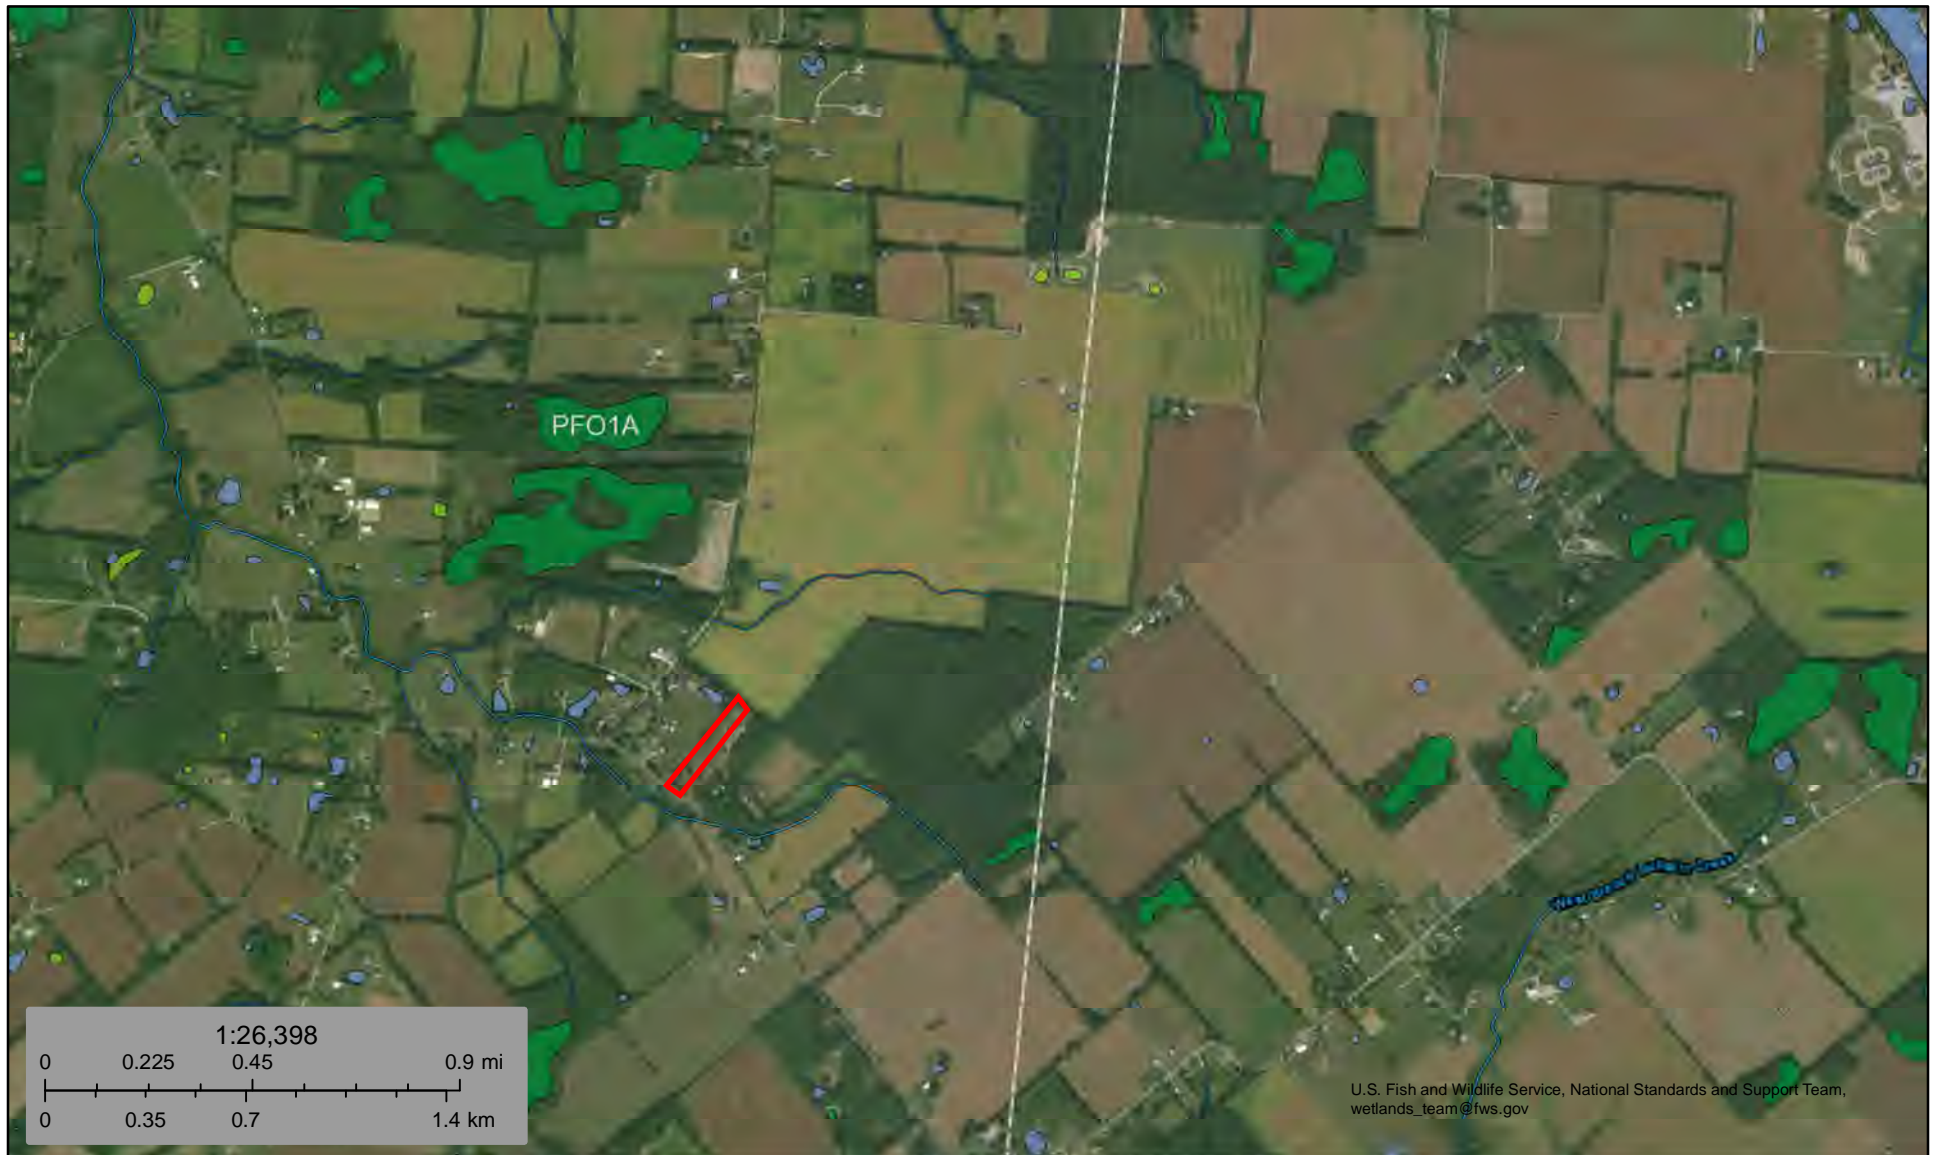 PFO1A
1:26,398
0 0.225 0.45 0.9 mi
0 0.35 0.7 1.4 km
U.S. Fish and Wildlife Service, National Standards and Support Team,
wetlands_team@fws.gov